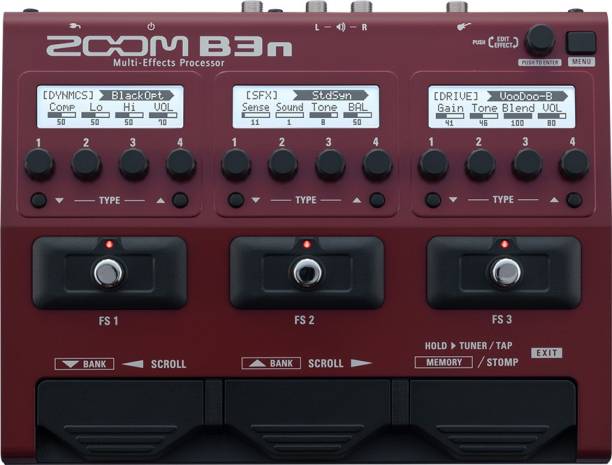 L R
ZOOM B3n
Multi-Effects Processor
PUSH EDIT EFFECT
PUSH TO ENTER MENU
[DYNMCS] BlackOpt
Comp Lo Hi VOL
50 50 50 70
[SFX] StdSyn
Sense Sound Tone BAL
11 1 8 50
[DRIVE] VooDoo-B
Gain Tone Blend VOL
41 46 100 80
1 2 3 4 1 2 3 4 1 2 3 4
TYPE TYPE TYPE
FS 1 FS 2 FS 3
HOLD TUNER / TAP
BANK SCROLL BANK SCROLL MEMORY / STOMP EXIT